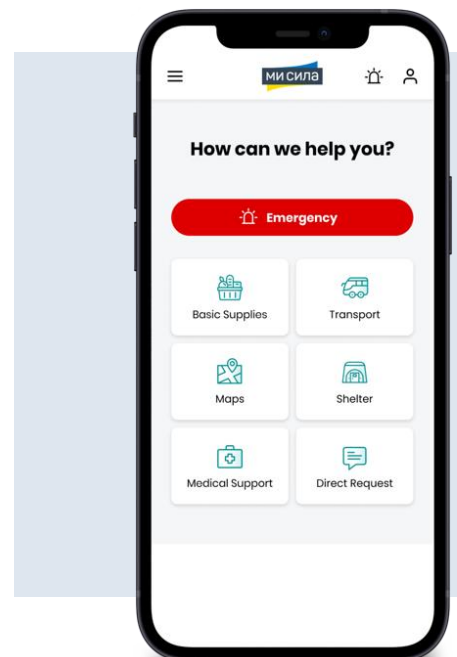 МИ СИЛА
How can we help you?
Emergency
Basic Supplies
Transport
Maps
Shelter
Medical Support
Direct Request